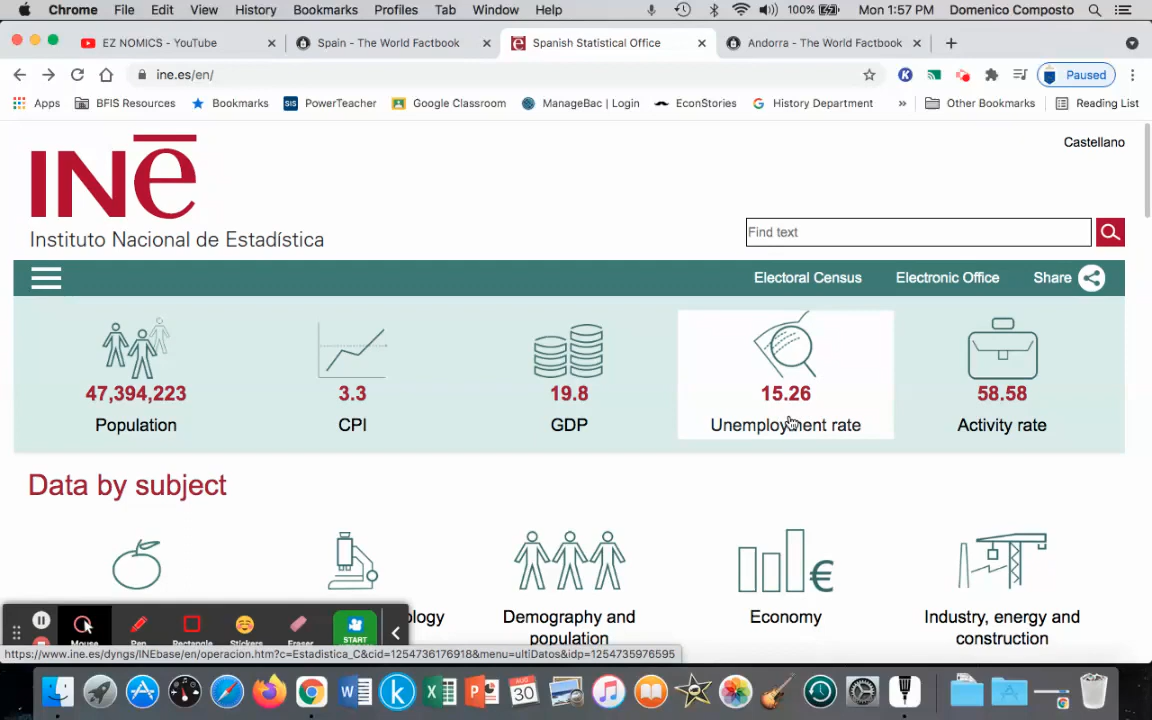 Chrome File Edit View History Bookmarks Profiles Tab Window Help 100% Mon 1:57 PM Domenico Composto
EZ NOMICS - YouTube Spain - The World Factbook Spanish Statistical Office Andorra - The World Factbook
ine.es/en/ Paused
Apps BFIS Resources Bookmarks SIS PowerTeacher Google Classroom ManageBac | Login EconStories History Department » Other Bookmarks Reading List
Castellano
INe
Instituto Nacional de Estadística
Find text
Electoral Census Electronic Office Share
47,394,223 3.3 19.8 15.26 58.58
Population CPI GDP Unemployment rate Activity rate
Data by subject
ology Demography and population Economy Industry, energy and construction
Mouse Pen Rectangle Stickers Eraser START
https://www.ine.es/dyngs/INEbase/en/operacion.htm?c=Estadistica_C&cid=1254736176918&menu=ultiDatos&idp=1254735976595
AUG
30